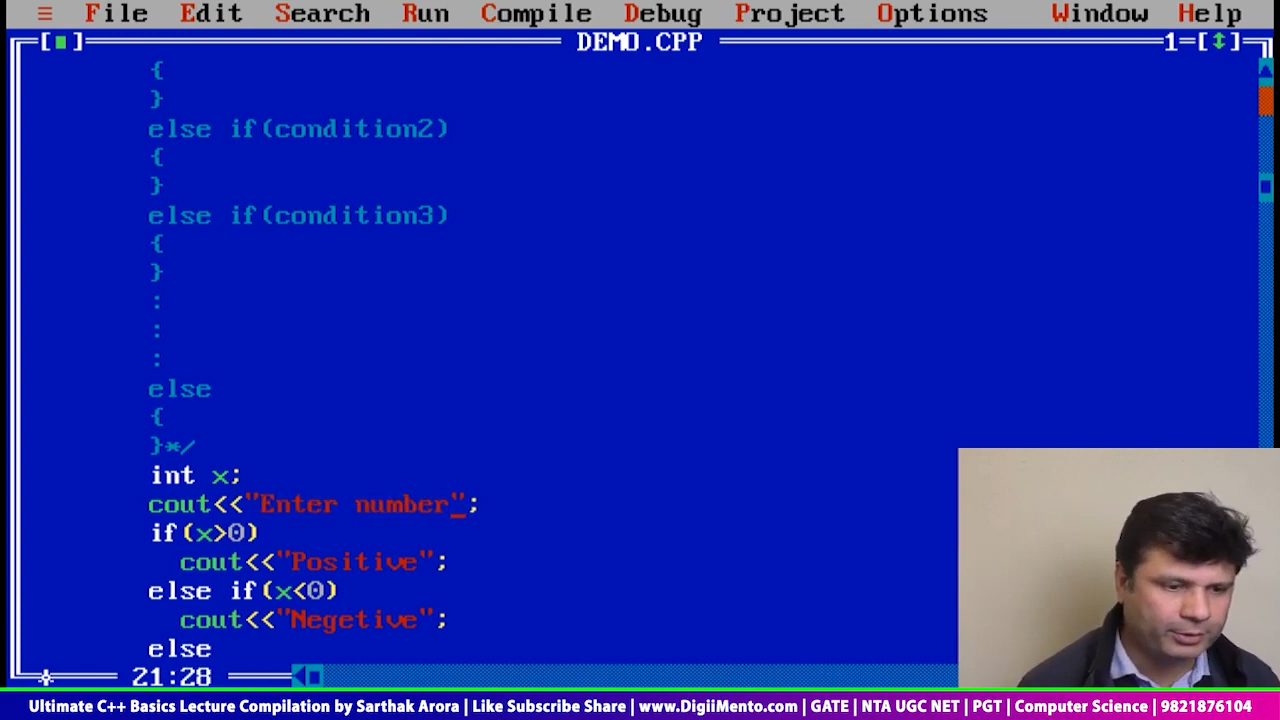 ≡ File Edit Search Run Compile Debug Project Options Window Help
[■] DEMO.CPP 1=[↕]
{
}
else if(condition2)
{
}
else if(condition3)
{
}
:
:
:
else
{
}*/
int x;
cout<<"Enter number";
if(x>0)
cout<<"Positive";
else if(x<0)
cout<<"Negetive";
else
21:28
Ultimate C++ Basics Lecture Compilation by Sarthak Arora | Like Subscribe Share | www.DigiiMento.com | GATE | NTA UGC NET | PGT | Computer Science | 9821876104